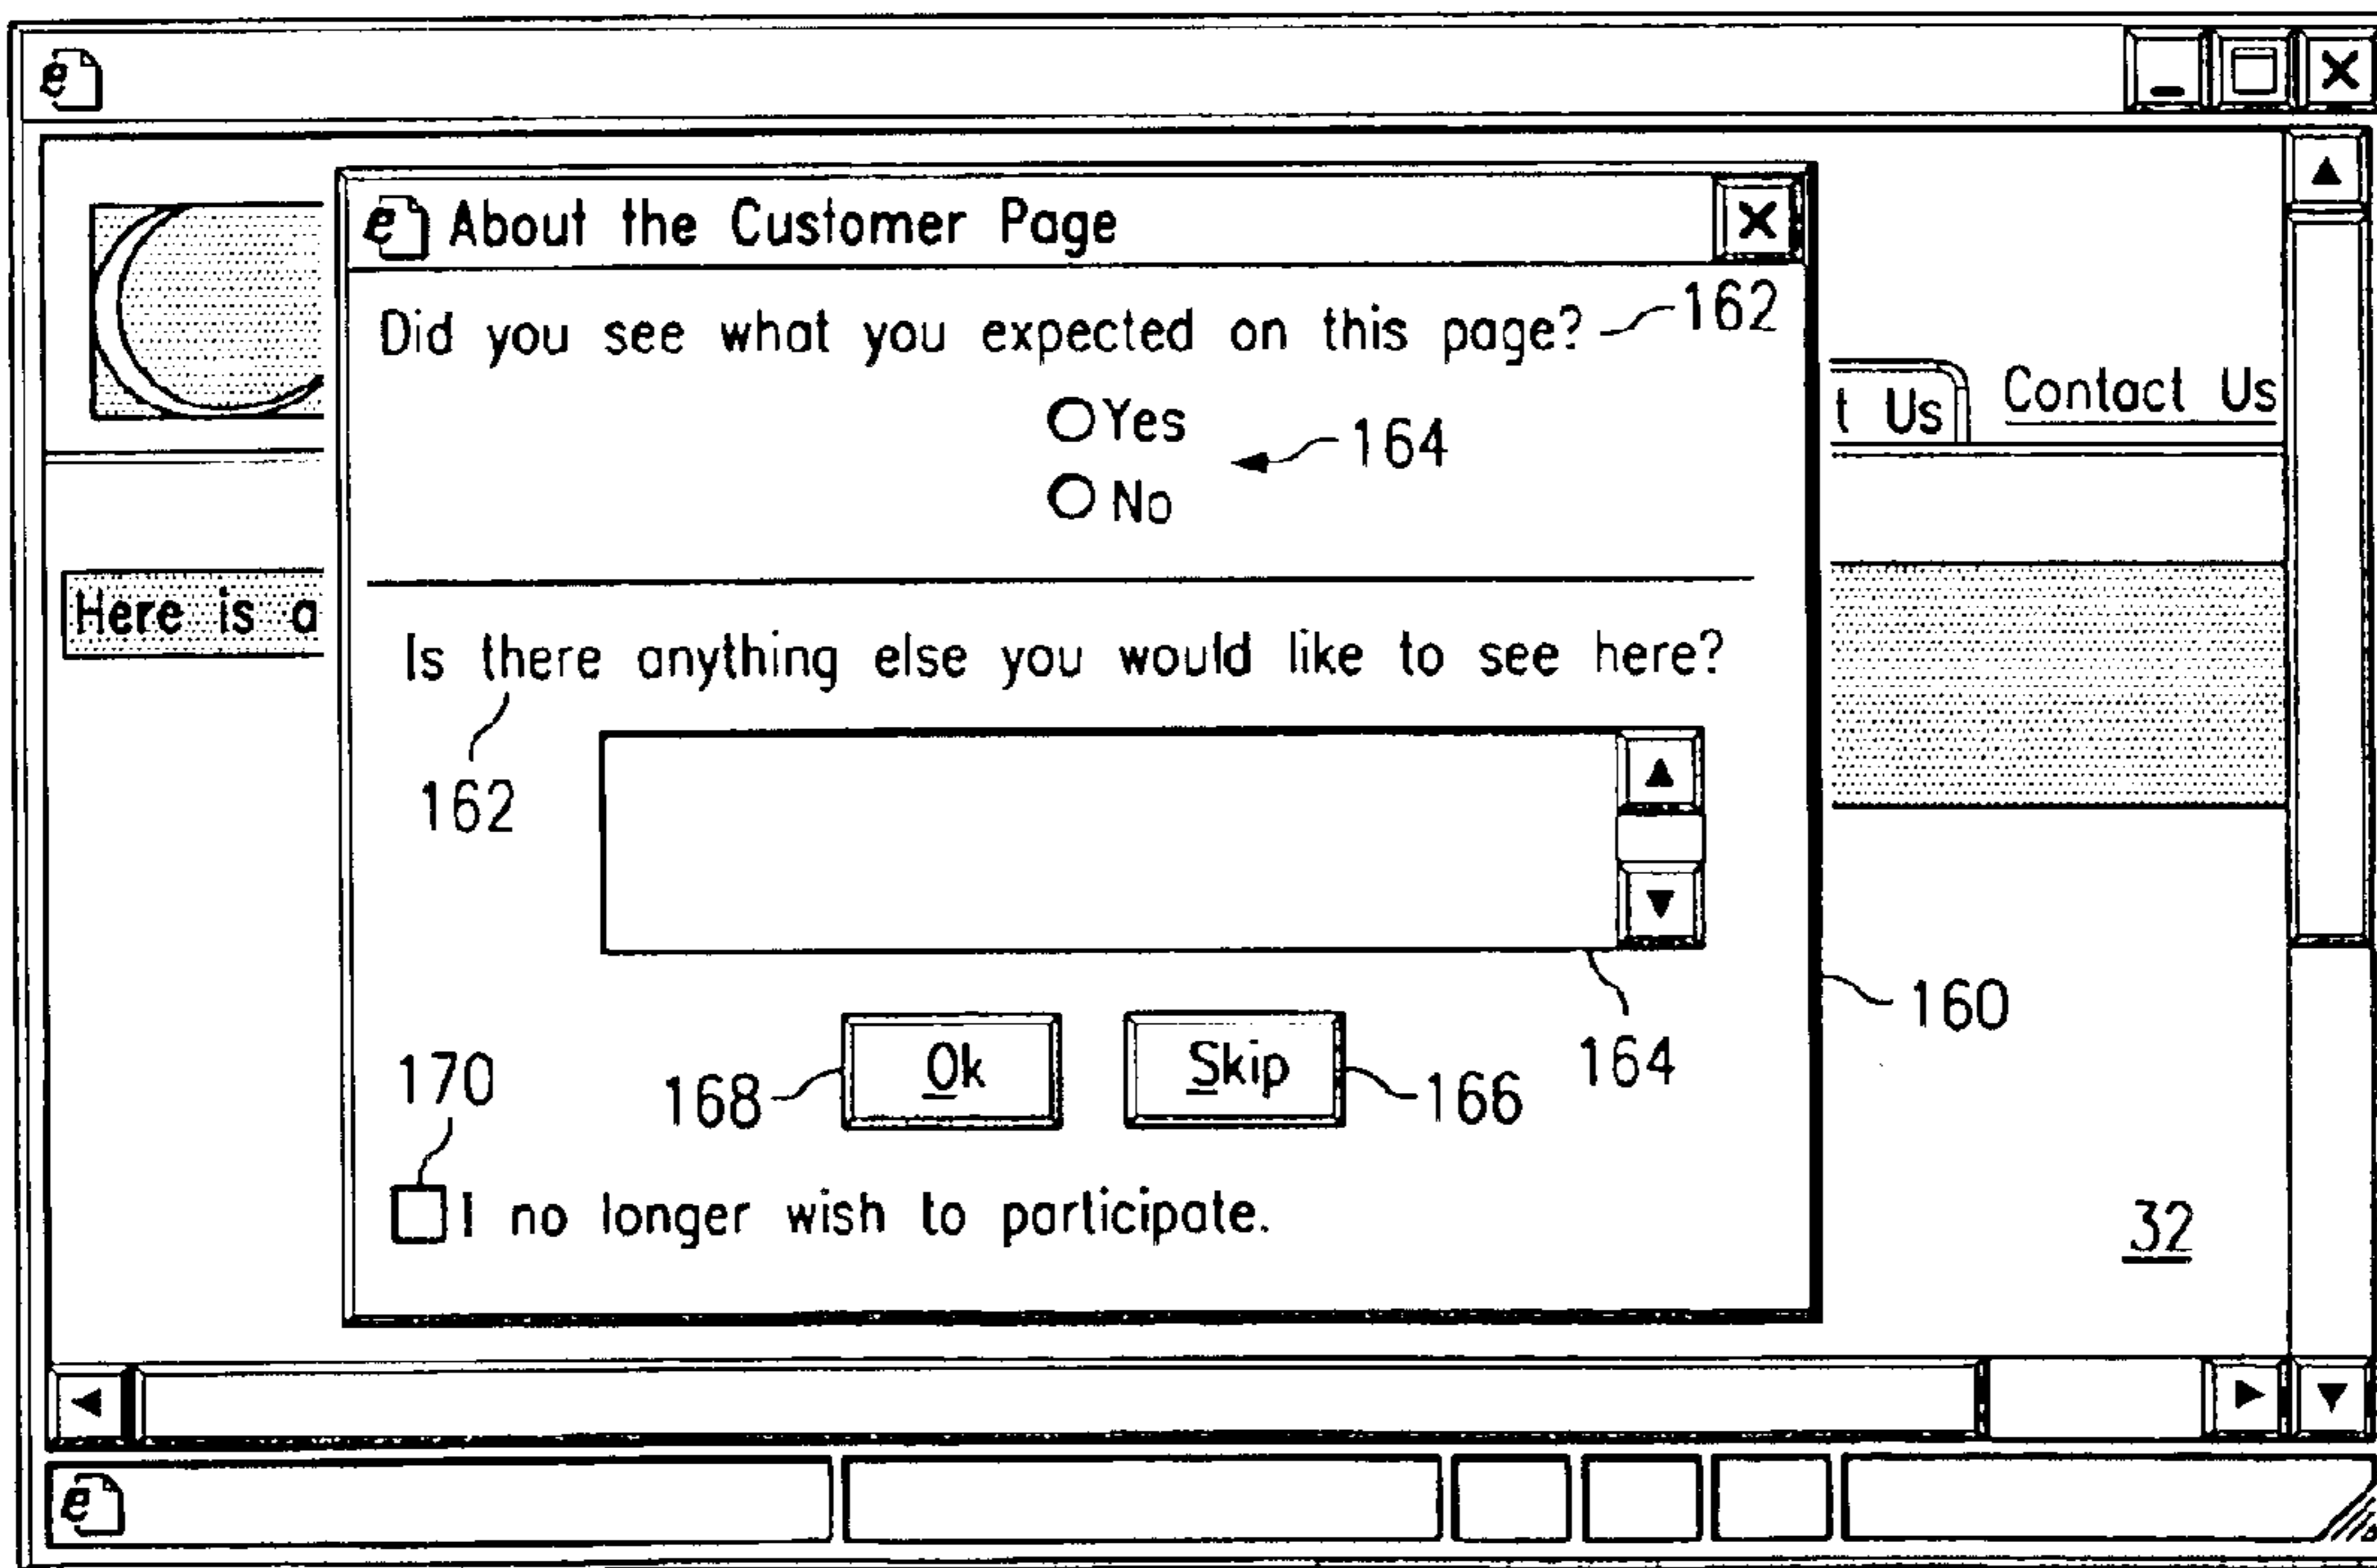 About the Customer Page
Did you see what you expected on this page? 162
Yes
164
No
t Us
Contact Us
Here is a
Is there anything else you would like to see here?
162
160
164
170
168
Ok
Skip
166
I no longer wish to participate.
32